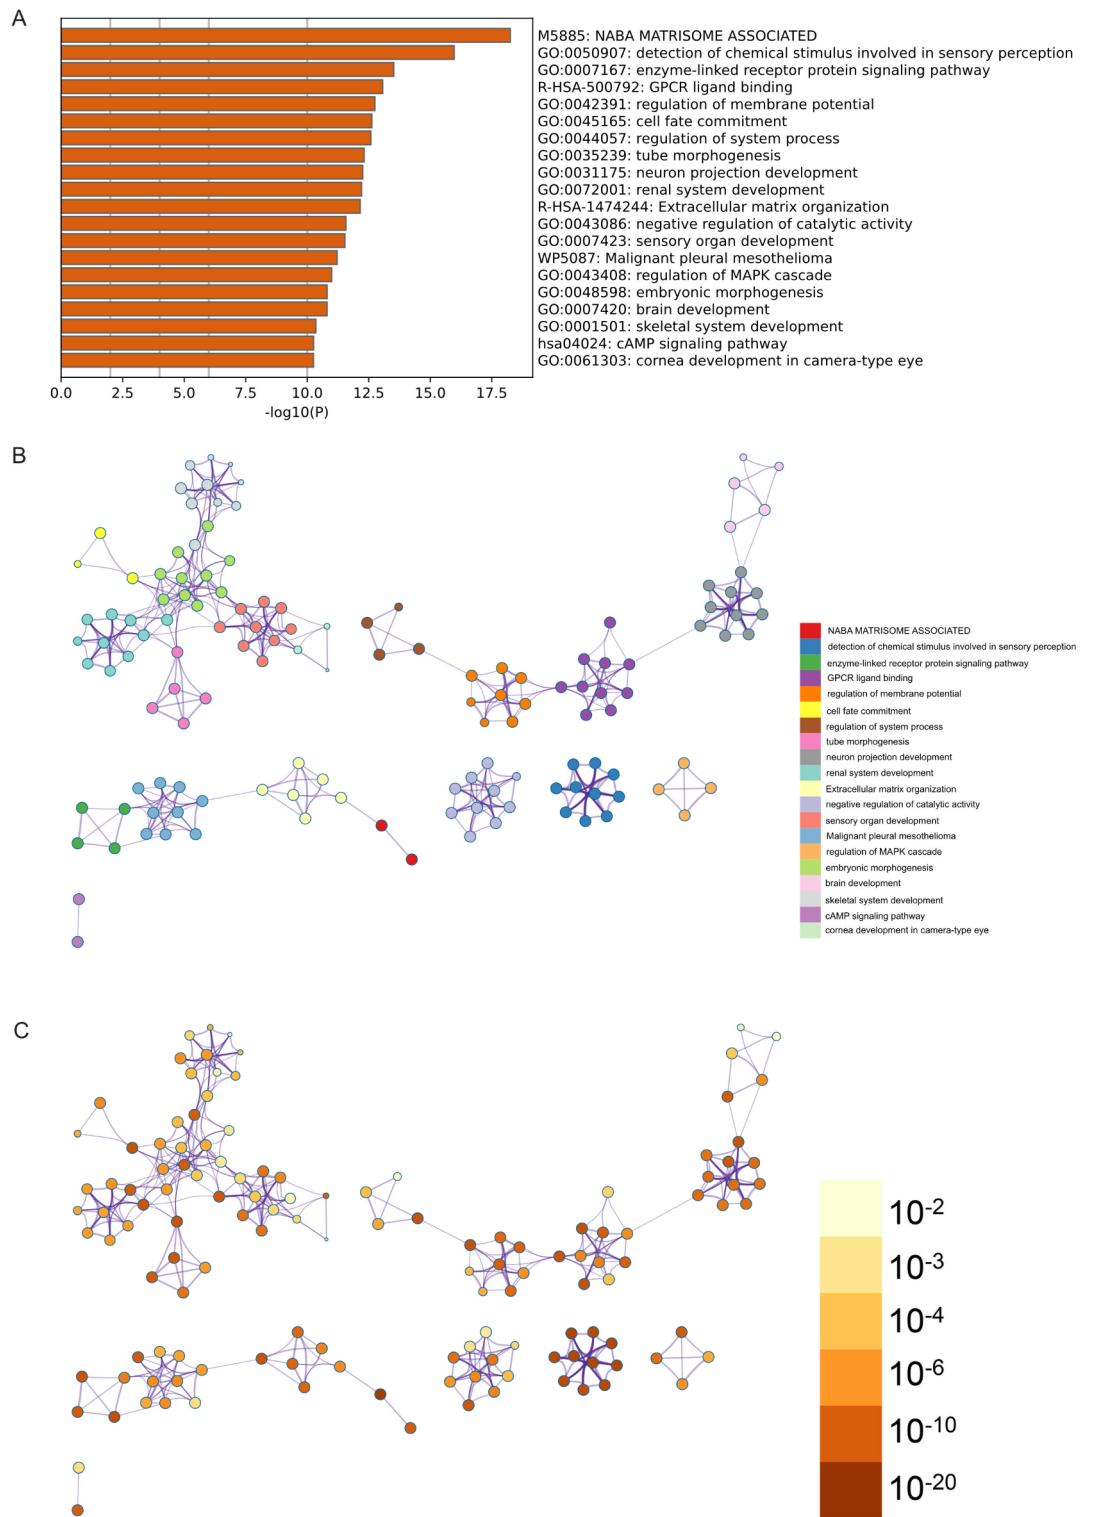 A
M5885: NABA MATRISOME ASSOCIATED
GO:0050907: detection of chemical stimulus involved in sensory perception
GO:0007167: enzyme-linked receptor protein signaling pathway
R-HSA-500792: GPCR ligand binding
GO:0042391: regulation of membrane potential
GO:0045165: cell fate commitment
GO:0044057: regulation of system process
GO:0035239: tube morphogenesis
GO:0031175: neuron projection development
GO:0072001: renal system development
R-HSA-1474244: Extracellular matrix organization
GO:0043086: negative regulation of catalytic activity
GO:0007423: sensory organ development
WP5087: Malignant pleural mesothelioma
GO:0043408: regulation of MAPK cascade
GO:0048598: embryonic morphogenesis
GO:0007420: brain development
GO:0001501: skeletal system development
hsa04024: cAMP signaling pathway
GO:0061303: cornea development in camera-type eye
0.0 2.5 5.0 7.5 10.0 12.5 15.0 17.5
-log10(P)
B
NABA MATRISOME ASSOCIATED
detection of chemical stimulus involved in sensory perception
enzyme-linked receptor protein signaling pathway
GPCR ligand binding
regulation of membrane potential
cell fate commitment
regulation of system process
tube morphogenesis
neuron projection development
renal system development
Extracellular matrix organization
negative regulation of catalytic activity
sensory organ development
Malignant pleural mesothelioma
regulation of MAPK cascade
embryonic morphogenesis
brain development
skeletal system development
cAMP signaling pathway
cornea development in camera-type eye
C
10-2
10-3
10-4
10-6
10-10
10-20